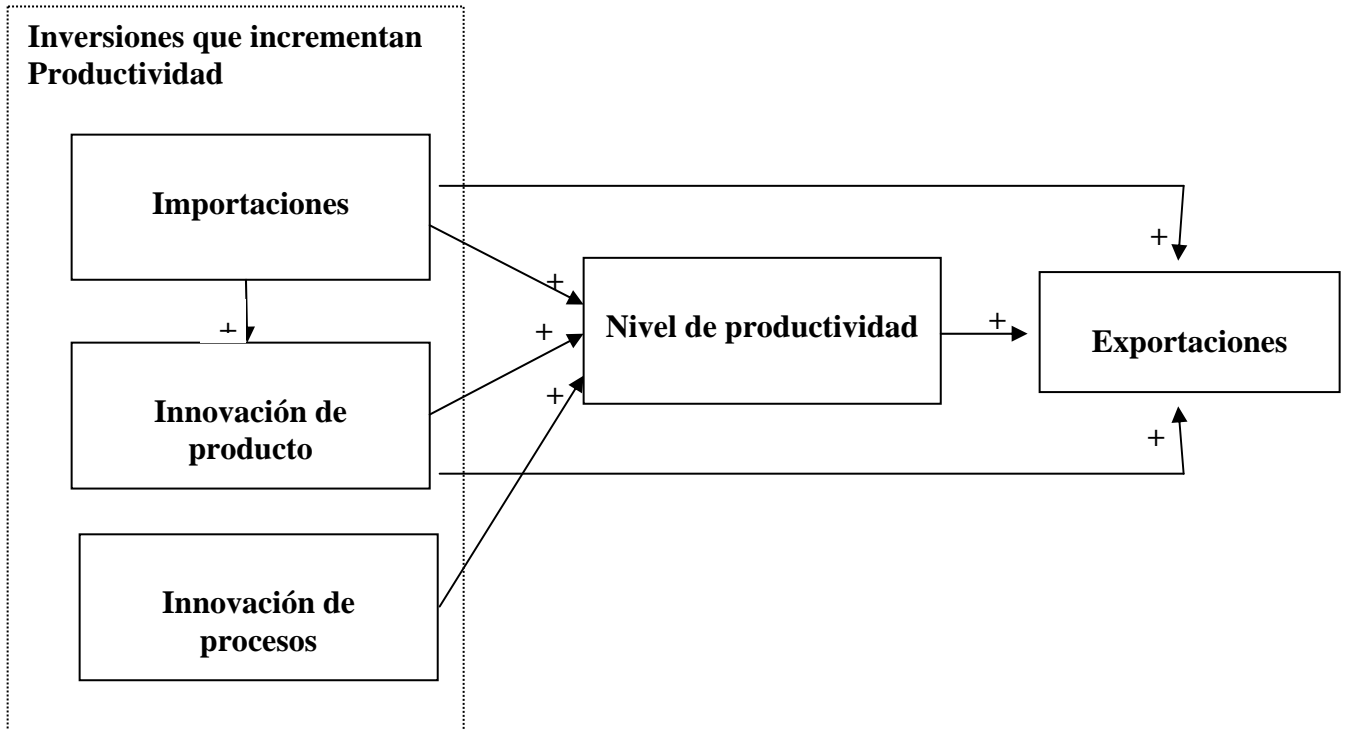 Inversiones que incrementan
Productividad
Importaciones
+
+
+
Nivel de productividad
+
+
Exportaciones
+
Innovación de
producto
+
+
Innovación de
procesos